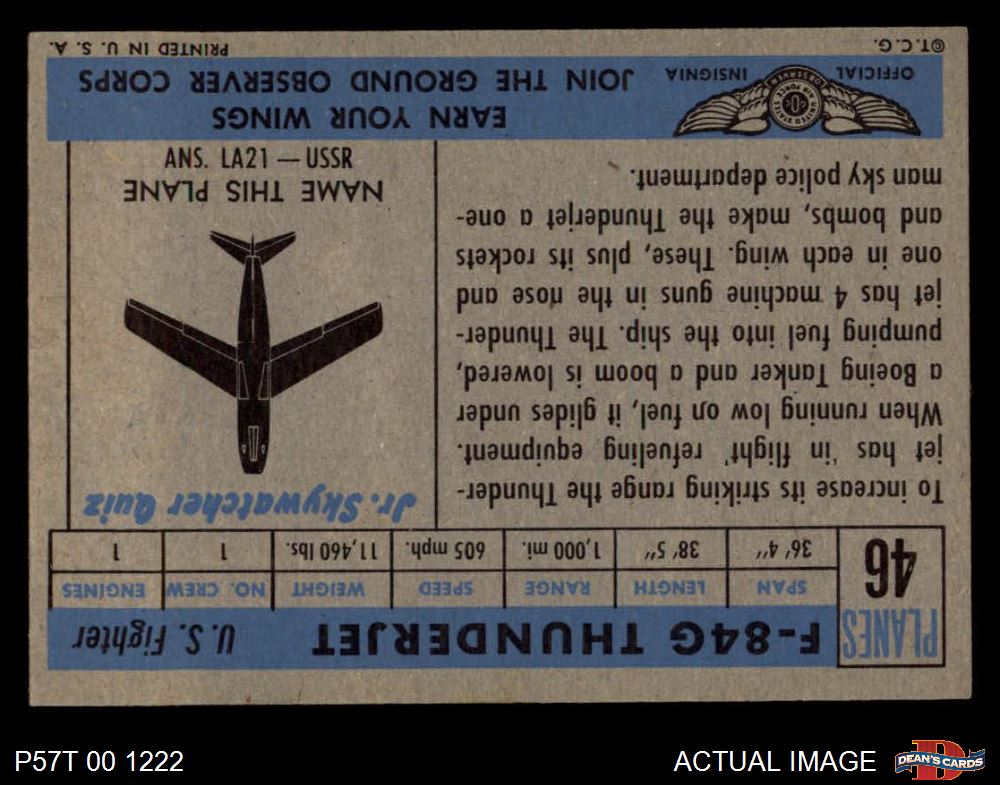 PLANES
46
F-84G THUNDERJET U. S. Fighter
SPAN LENGTH RANGE SPEED WEIGHT NO. CREW ENGINES
36' 4" 38' 5" 1,000 mi. 605 mph. 11,460 lbs. 1 1
To increase its striking range the Thunder-
jet has 'in flight' refueling equipment.
When running low on fuel, it glides under
a Boeing Tanker and a boom is lowered,
pumping fuel into the ship. The Thunder-
jet has 4 machine guns in the nose and
one in each wing. These, plus its rockets
and bombs, make the Thunderjet a one-
man sky police department.
Jr. Skywatcher Quiz
NAME THIS PLANE
ANS. LA21 — USSR
OFFICIAL INSIGNIA
UNITED STATES AIR FORCE
GOC
OBSERVER
EARN YOUR WINGS
JOIN THE GROUND OBSERVER CORPS
©T.C.G. PRINTED IN U. S. A.
P57T 00 1222
ACTUAL IMAGE
DEAN'S CARDS